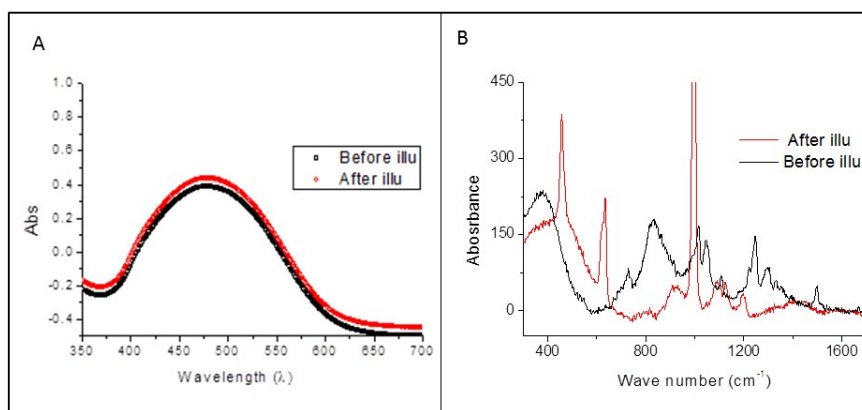 A
1.0
0.8
0.6
0.4
0.2
0.0
-0.2
-0.4
Abs
Before illu
After illu
350 400 450 500 550 600 650 700
Wavelength (λ)
B
450
300
150
0
Aboosrbance
After illu
Before illu
400 800 1200 1600
Wave number (cm⁻¹)